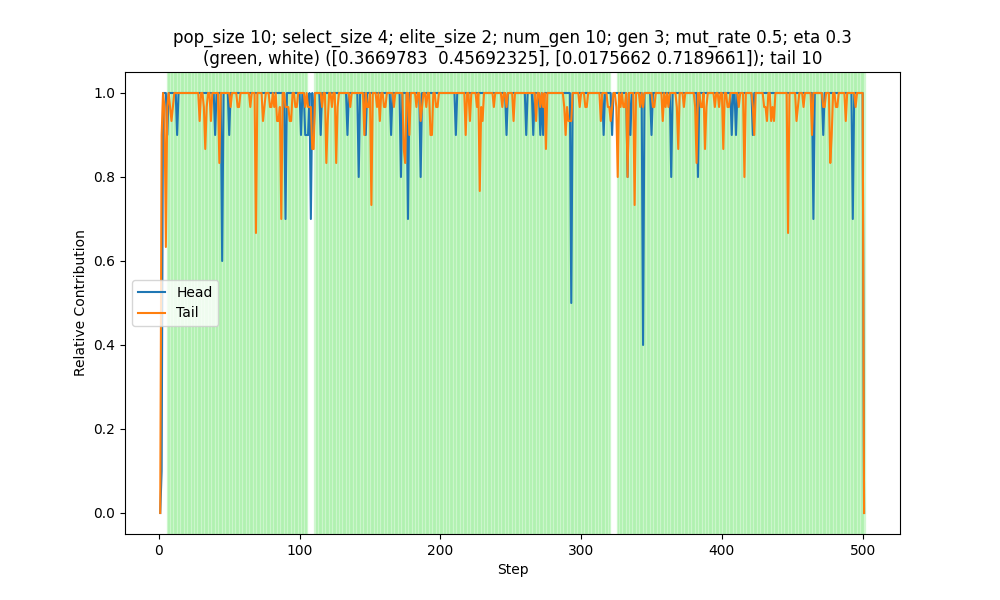 pop_size 10; select_size 4; elite_size 2; num_gen 10; gen 3; mut_rate 0.5; eta 0.3
(green, white) ([0.3669783  0.45692325], [0.0175662 0.7189661]); tail 10
1.0
0.8
0.6
0.4
0.2
0.0
Relative Contribution
Head
Tail
0
100
200
300
400
500
Step